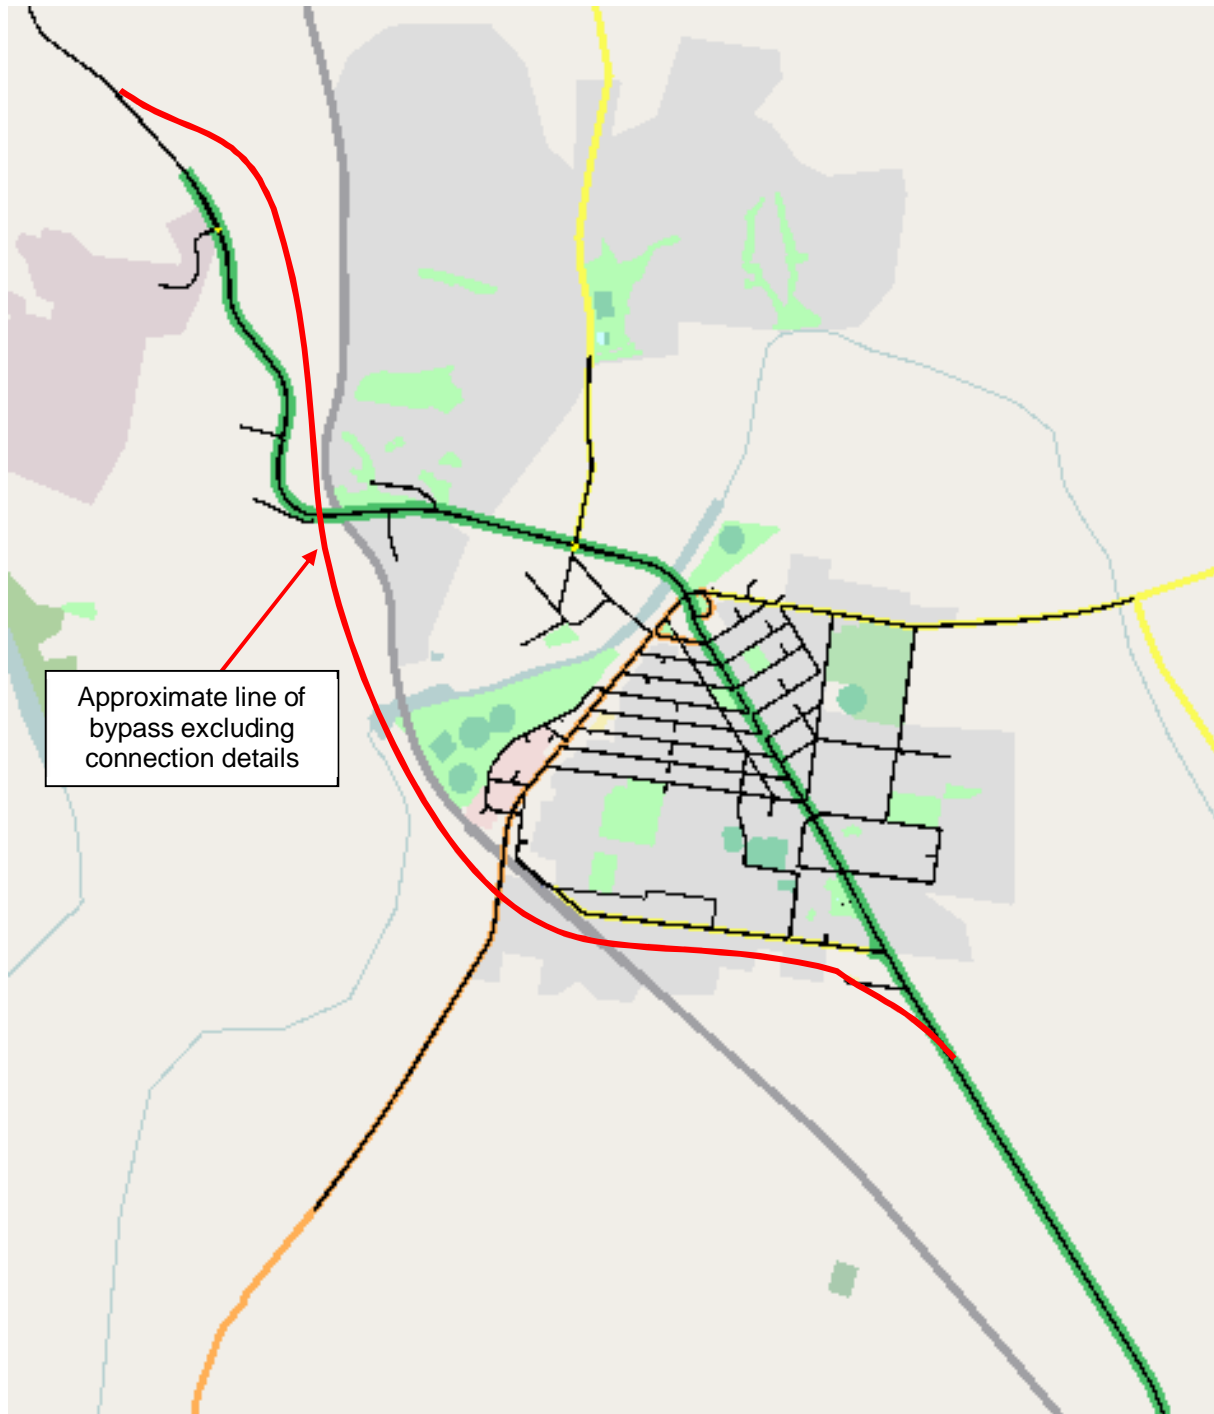 Approximate line of
bypass excluding
connection details